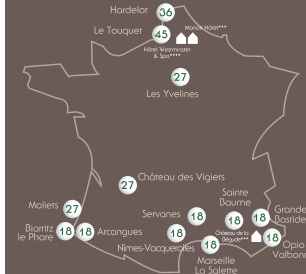 Hardelot
36
Le Touquet
45
Manoir Hôtel***
Hôtel Westminster
& Spa****
27
Les Yvelines
Château des Vigiers
27
Moliets
27
Biarritz
le Phare
18
18
Arcangues
Servanes
18
Nîmes-Vacquerolles
18
Sainte
Baume
18
Château de la
Bégude***
Grande
Bastide
18
18
Opio
Valbonne
18
Marseille
La Salette